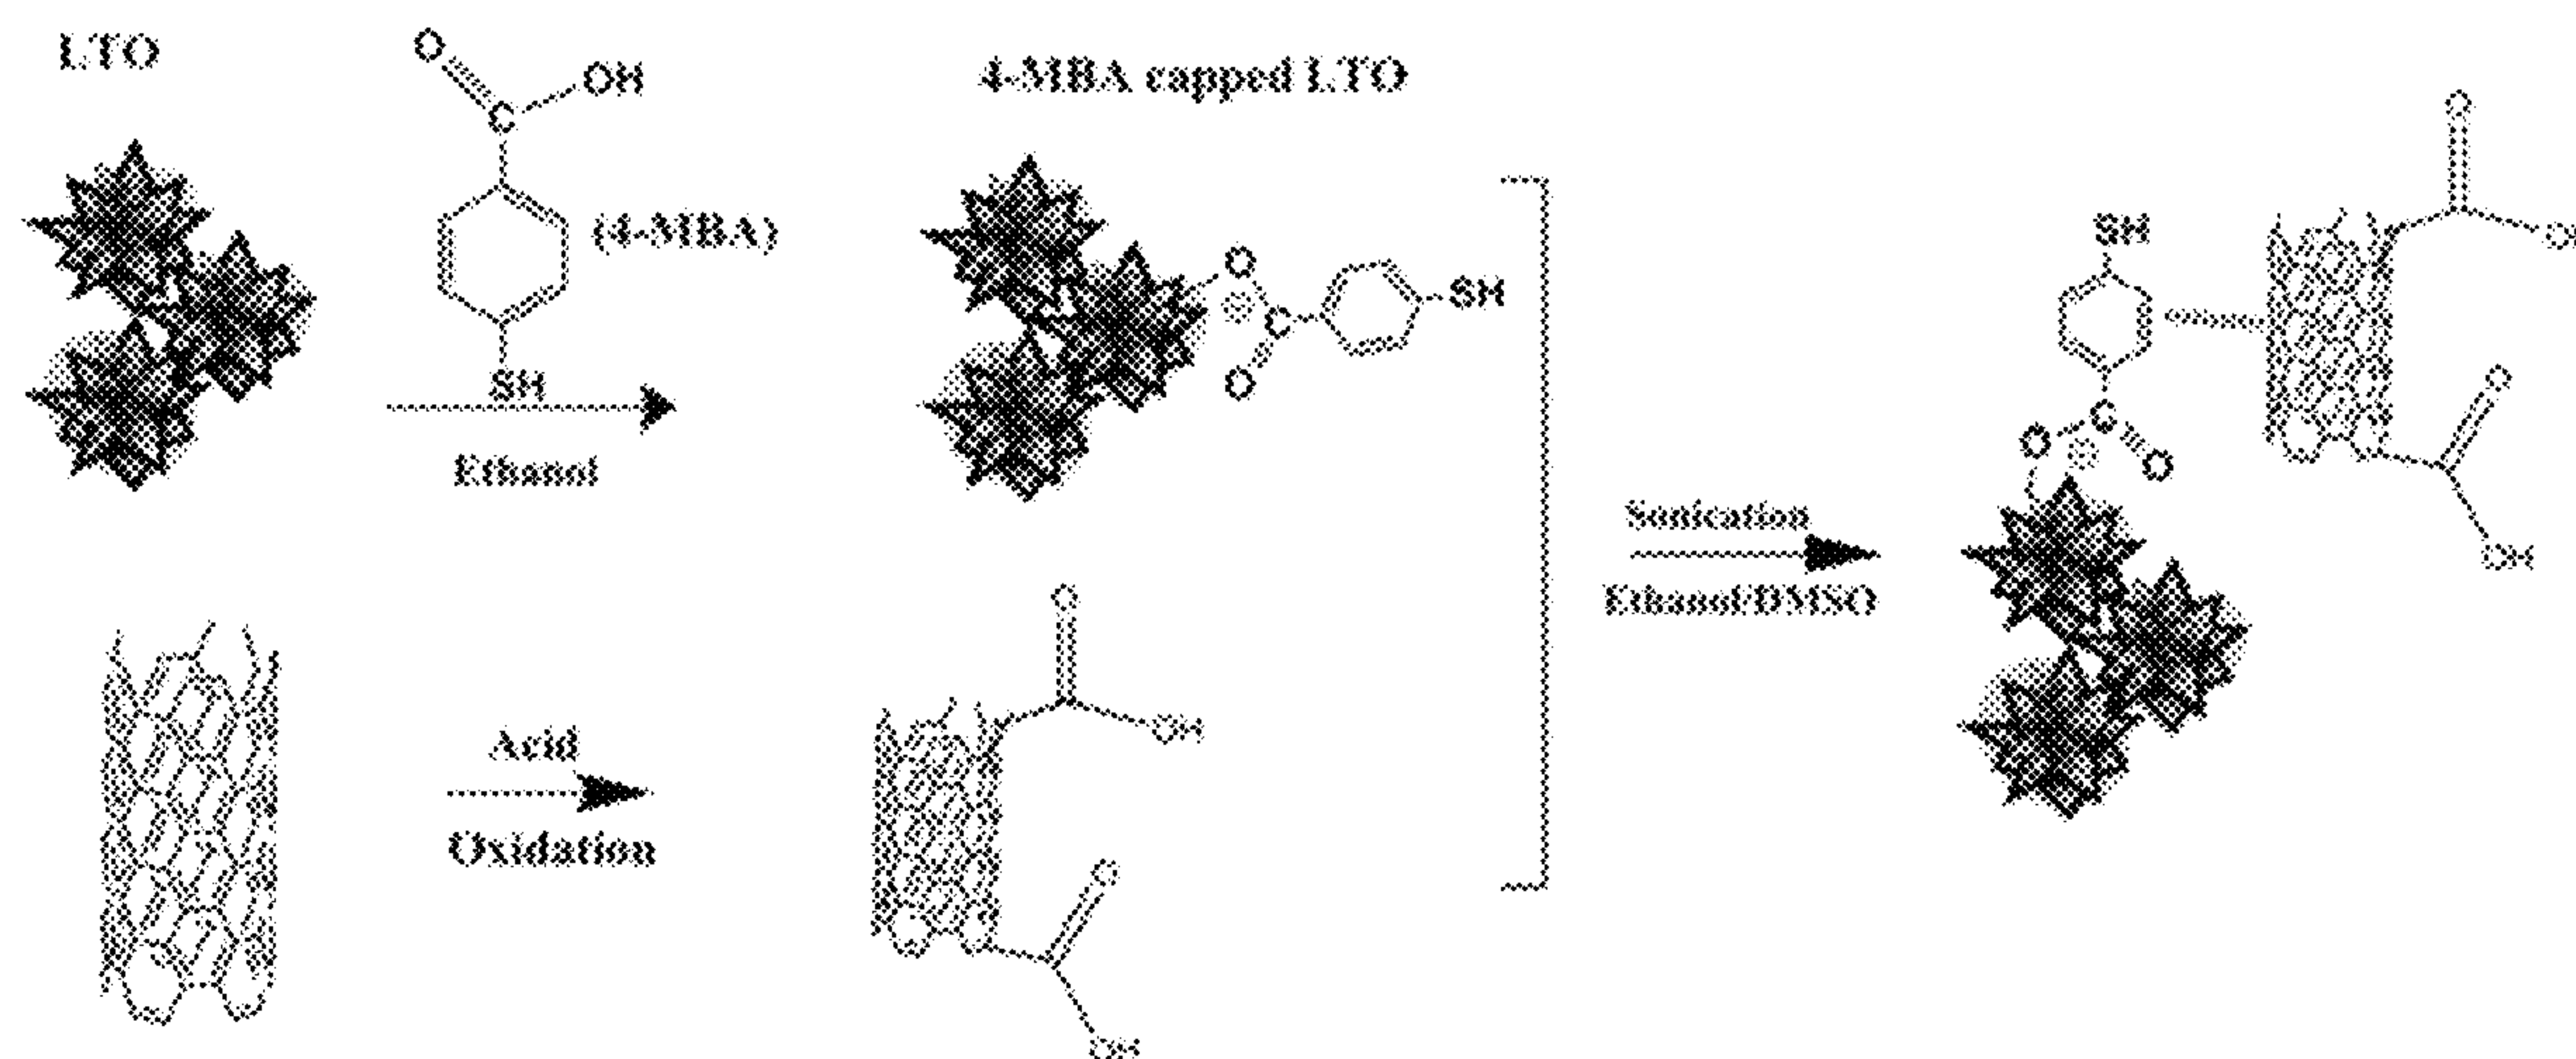 LTO
O
OH
C
(4-MBA)
SH
Ethanol
4-MBA capped LTO
O
C
O
SH
Acid
Oxidation
O
OH
O
OH
Sonication
Ethanol/DMSO
SH
C
O
O
O
O
OH